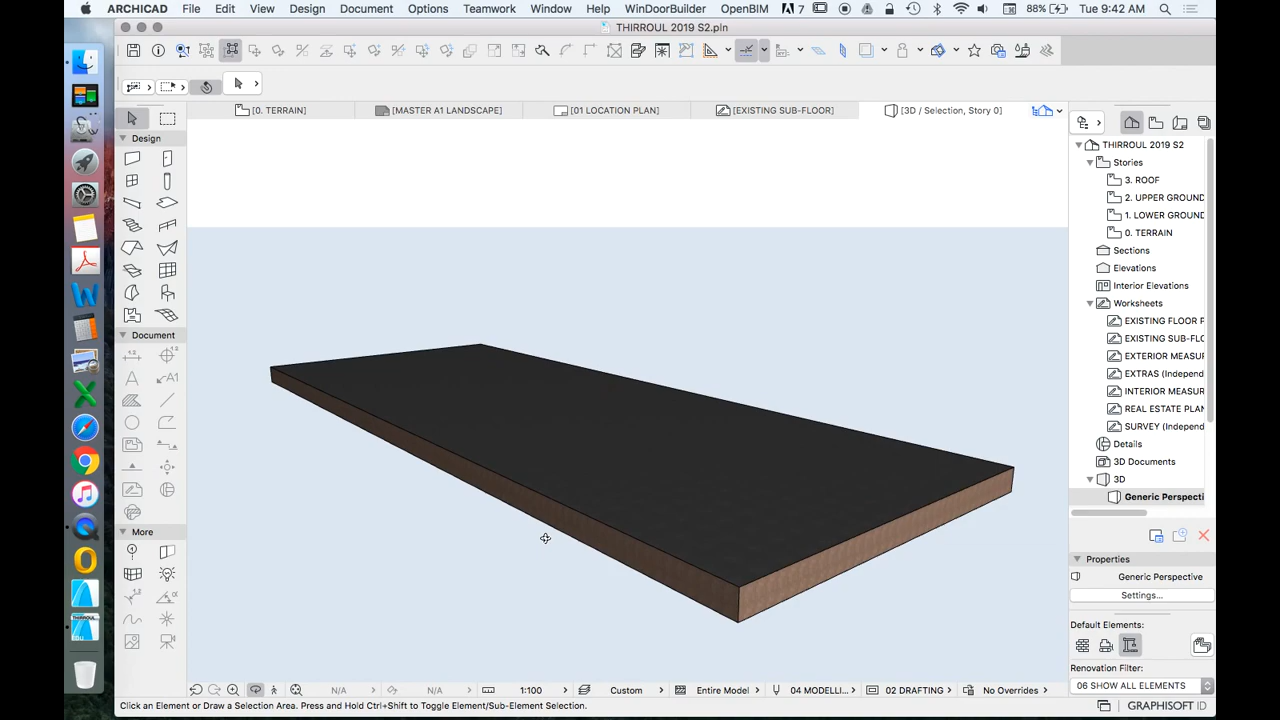 ARCHICAD File Edit View Design Document Options Teamwork Window Help WinDoorBuilder OpenBIM 7 88% Tue 9:42 AM
THIRROUL 2019 S2.pln
[0. TERRAIN] [MASTER A1 LANDSCAPE] [01 LOCATION PLAN] [EXISTING SUB-FLOOR] [3D / Selection, Story 0]
Design
Document
A1
More
THIRROUL 2019 S2
Stories
3. ROOF
2. UPPER GROUND
1. LOWER GROUND
0. TERRAIN
Sections
Elevations
Interior Elevations
Worksheets
EXISTING FLOOR P
EXISTING SUB-FLO
EXTERIOR MEASUR
EXTRAS (Independ
INTERIOR MEASUR
REAL ESTATE PLAN
SURVEY (Independ
Details
3D Documents
3D
Generic Perspecti
Properties
Generic Perspective
Settings...
Default Elements:
Renovation Filter:
06 SHOW ALL ELEMENTS
N/A N/A 1:100 Custom Entire Model 04 MODELLI... 02 DRAFTING No Overrides
Click an Element or Draw a Selection Area. Press and Hold Ctrl+Shift to Toggle Element/Sub-Element Selection.
GRAPHISOFT ID